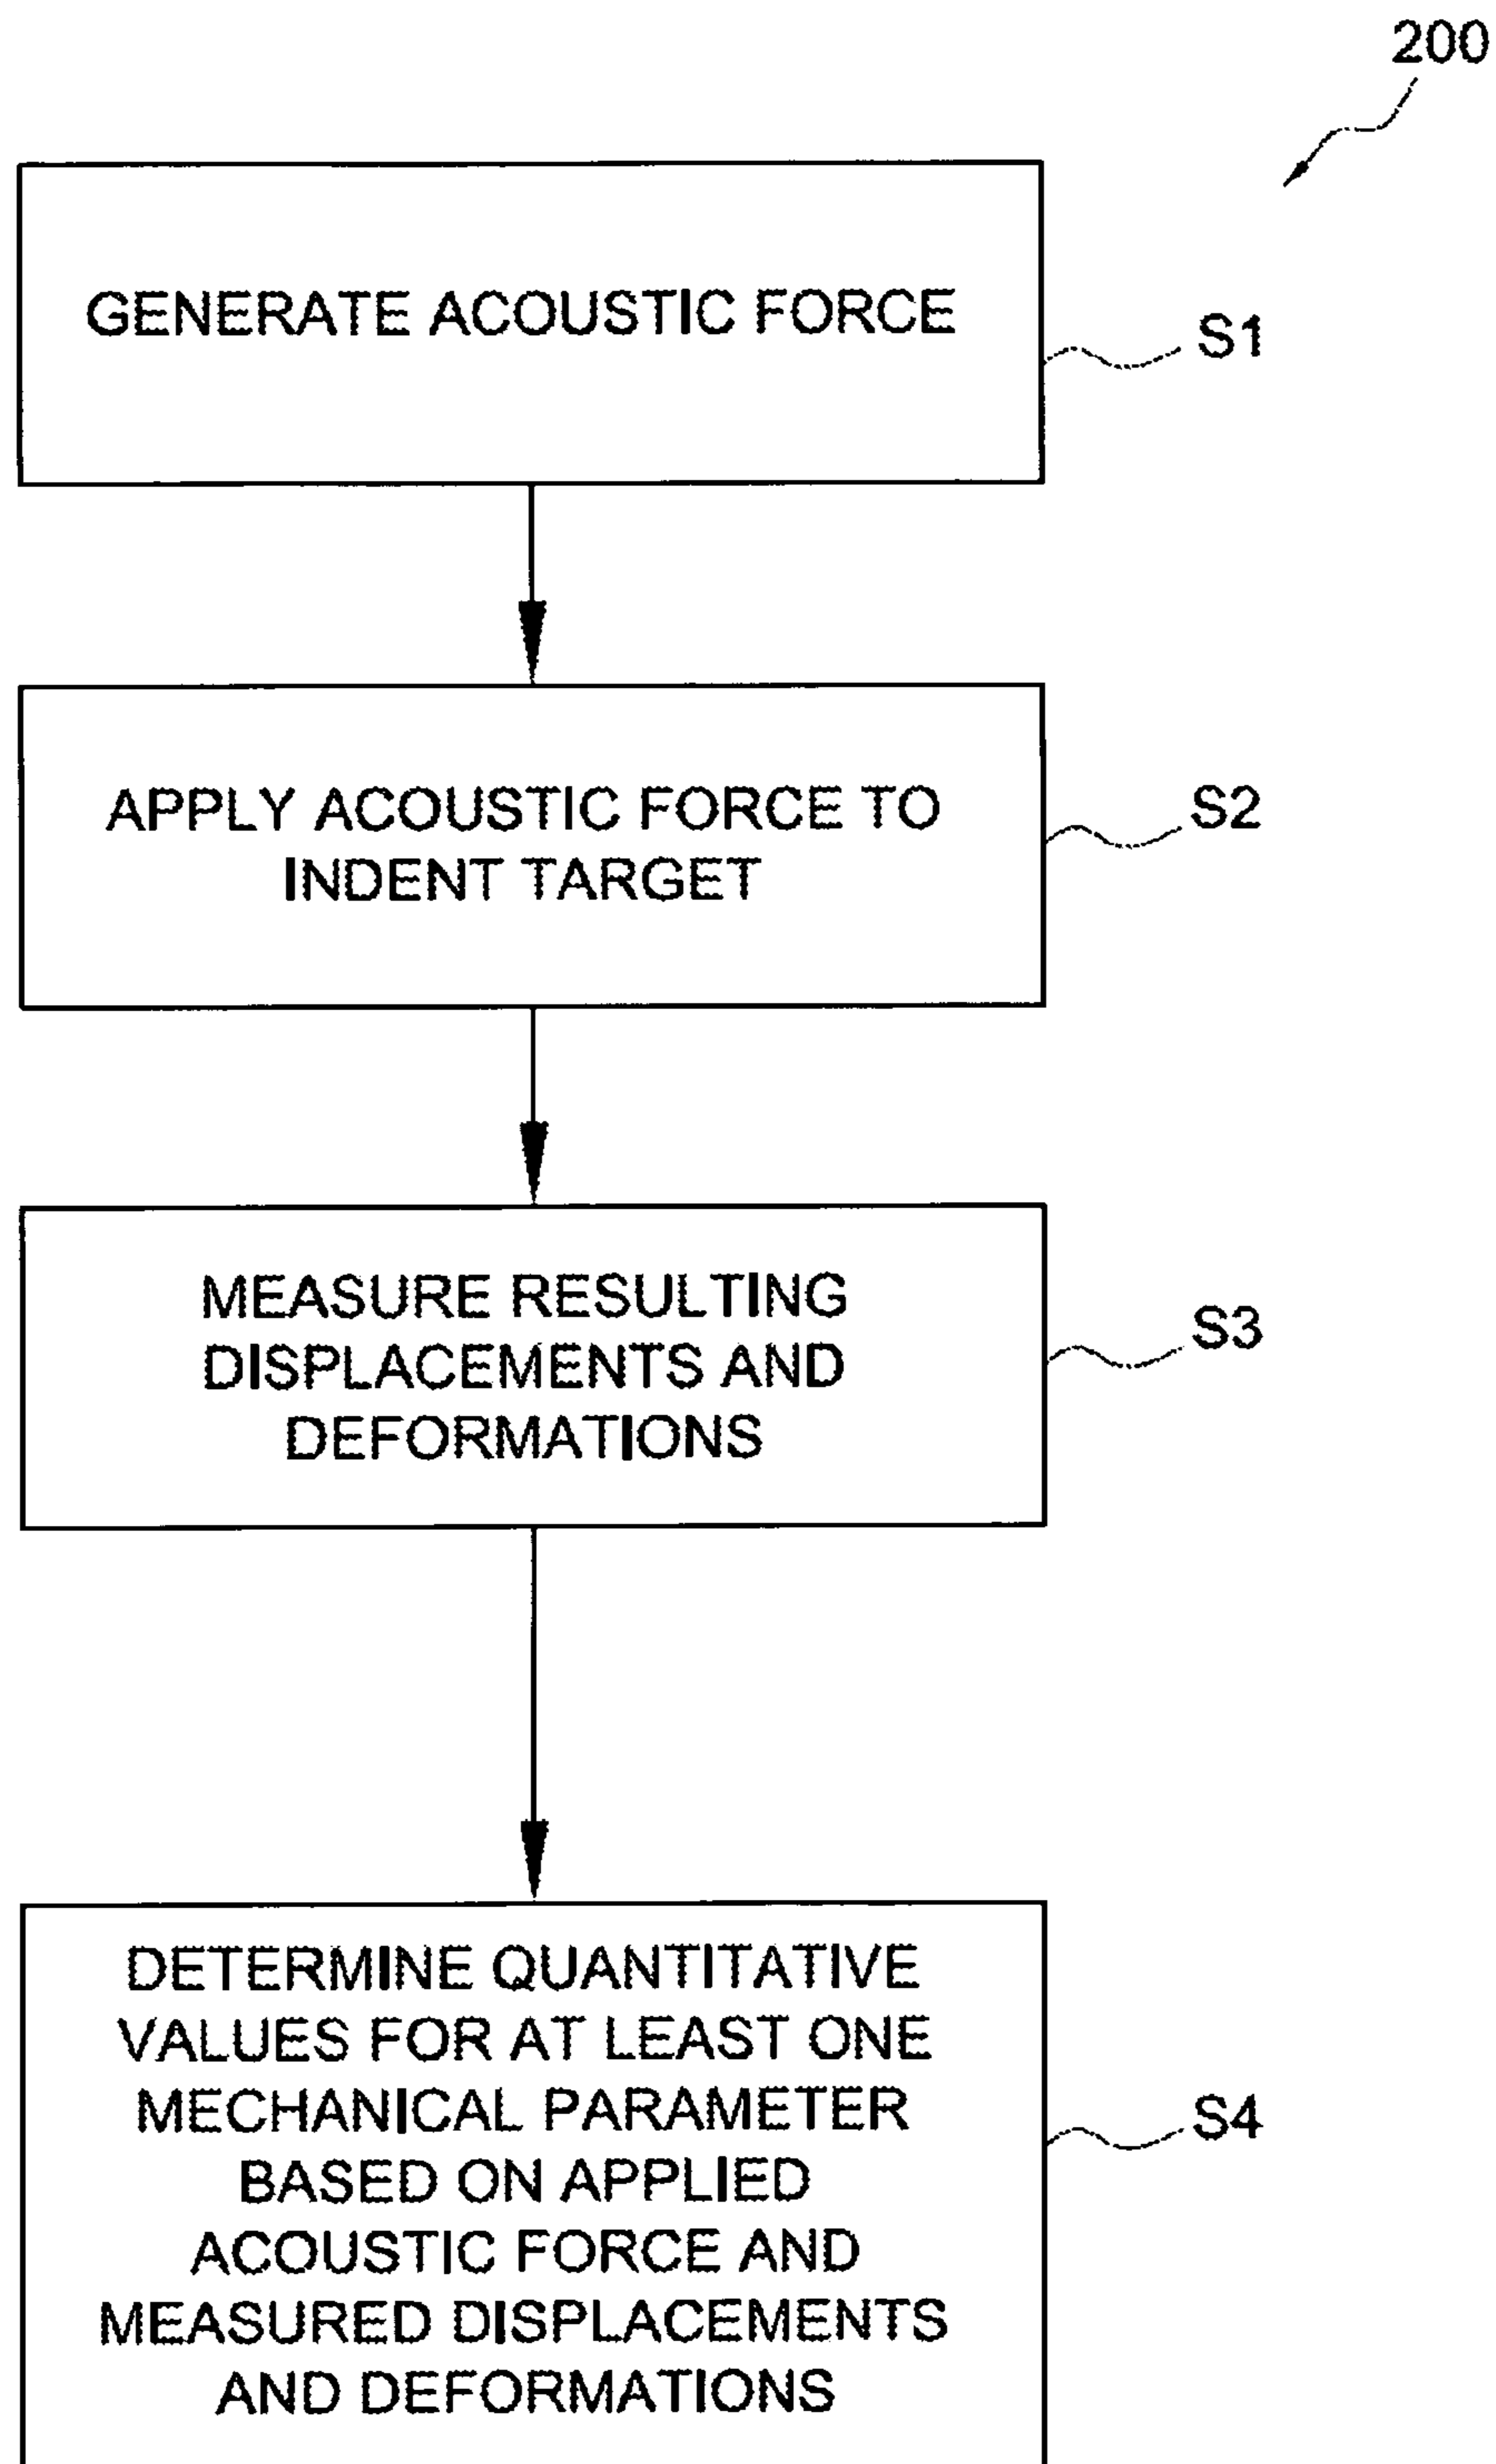 200
GENERATE ACOUSTIC FORCE
S1
APPLY ACOUSTIC FORCE TO
INDENT TARGET
S2
MEASURE RESULTING
DISPLACEMENTS AND
DEFORMATIONS
S3
DETERMINE QUANTITATIVE
VALUES FOR AT LEAST ONE
MECHANICAL PARAMETER
BASED ON APPLIED
ACOUSTIC FORCE AND
MEASURED DISPLACEMENTS
AND DEFORMATIONS
S4